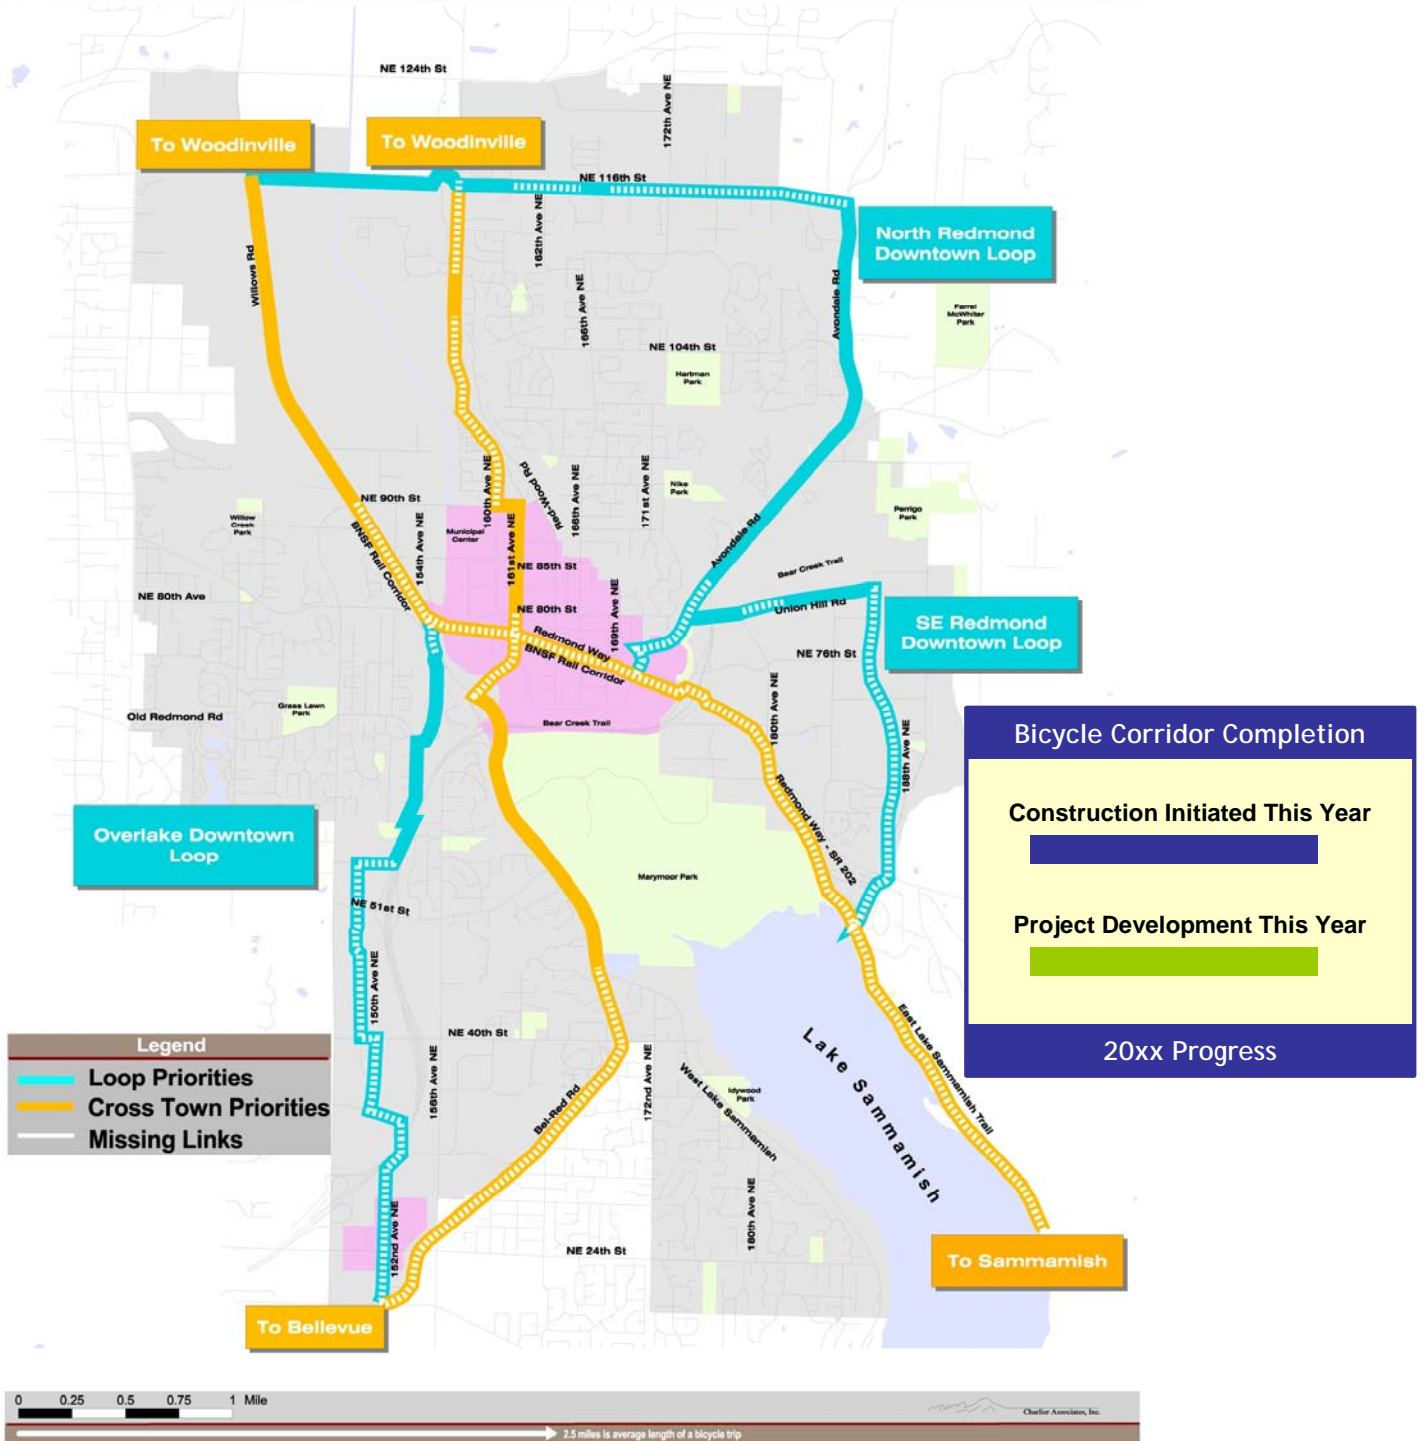 NE 124th St
172th Ave NE
To Woodinville
To Woodinville
NE 116th St
162th Ave NE
North Redmond
Downtown Loop
Willows Rd
166th Ave NE
Avondale Rd
Farrel
McWhiter
Park
NE 104th St
Hartman
Park
160th Ave NE
Red-Wood Rd
166th Ave NE
171st Ave NE
Nike
Park
NE 90th St
Willow
Creek
Park
BNSF Rail Corridor
154th Ave NE
Municipal
Center
161st Ave NE
Perrigo
Park
Avondale Rd
NE 85th St
Bear Creek Trail
NE 80th Ave
NE 80th St
169th Ave NE
Union Hill Rd
SE Redmond
Downtown Loop
Redmond Way
BNSF Rail Corridor
NE 76th St
180th Ave NE
Grass Lawn
Park
Old Redmond Rd
Bear Creek Trail
188th Ave NE
Bicycle Corridor Completion
Construction Initiated This Year
Project Development This Year
20xx Progress
Redmond Way - SR 202
Overlake Downtown
Loop
Marymoor Park
NE 51st St
150th Ave NE
East Lake Sammamish Trail
NE 40th St
Lake Sammamish
Legend
Loop Priorities
Cross Town Priorities
Missing Links
156th Ave NE
Bel-Red Rd
172nd Ave NE
West Lake Sammamish
Idywood
Park
152nd Ave NE
180th Ave NE
NE 24th St
To Sammamish
To Bellevue
0 0.25 0.5 0.75 1 Mile
Charlier Associates, Inc.
2.5 miles is average length of a bicycle trip